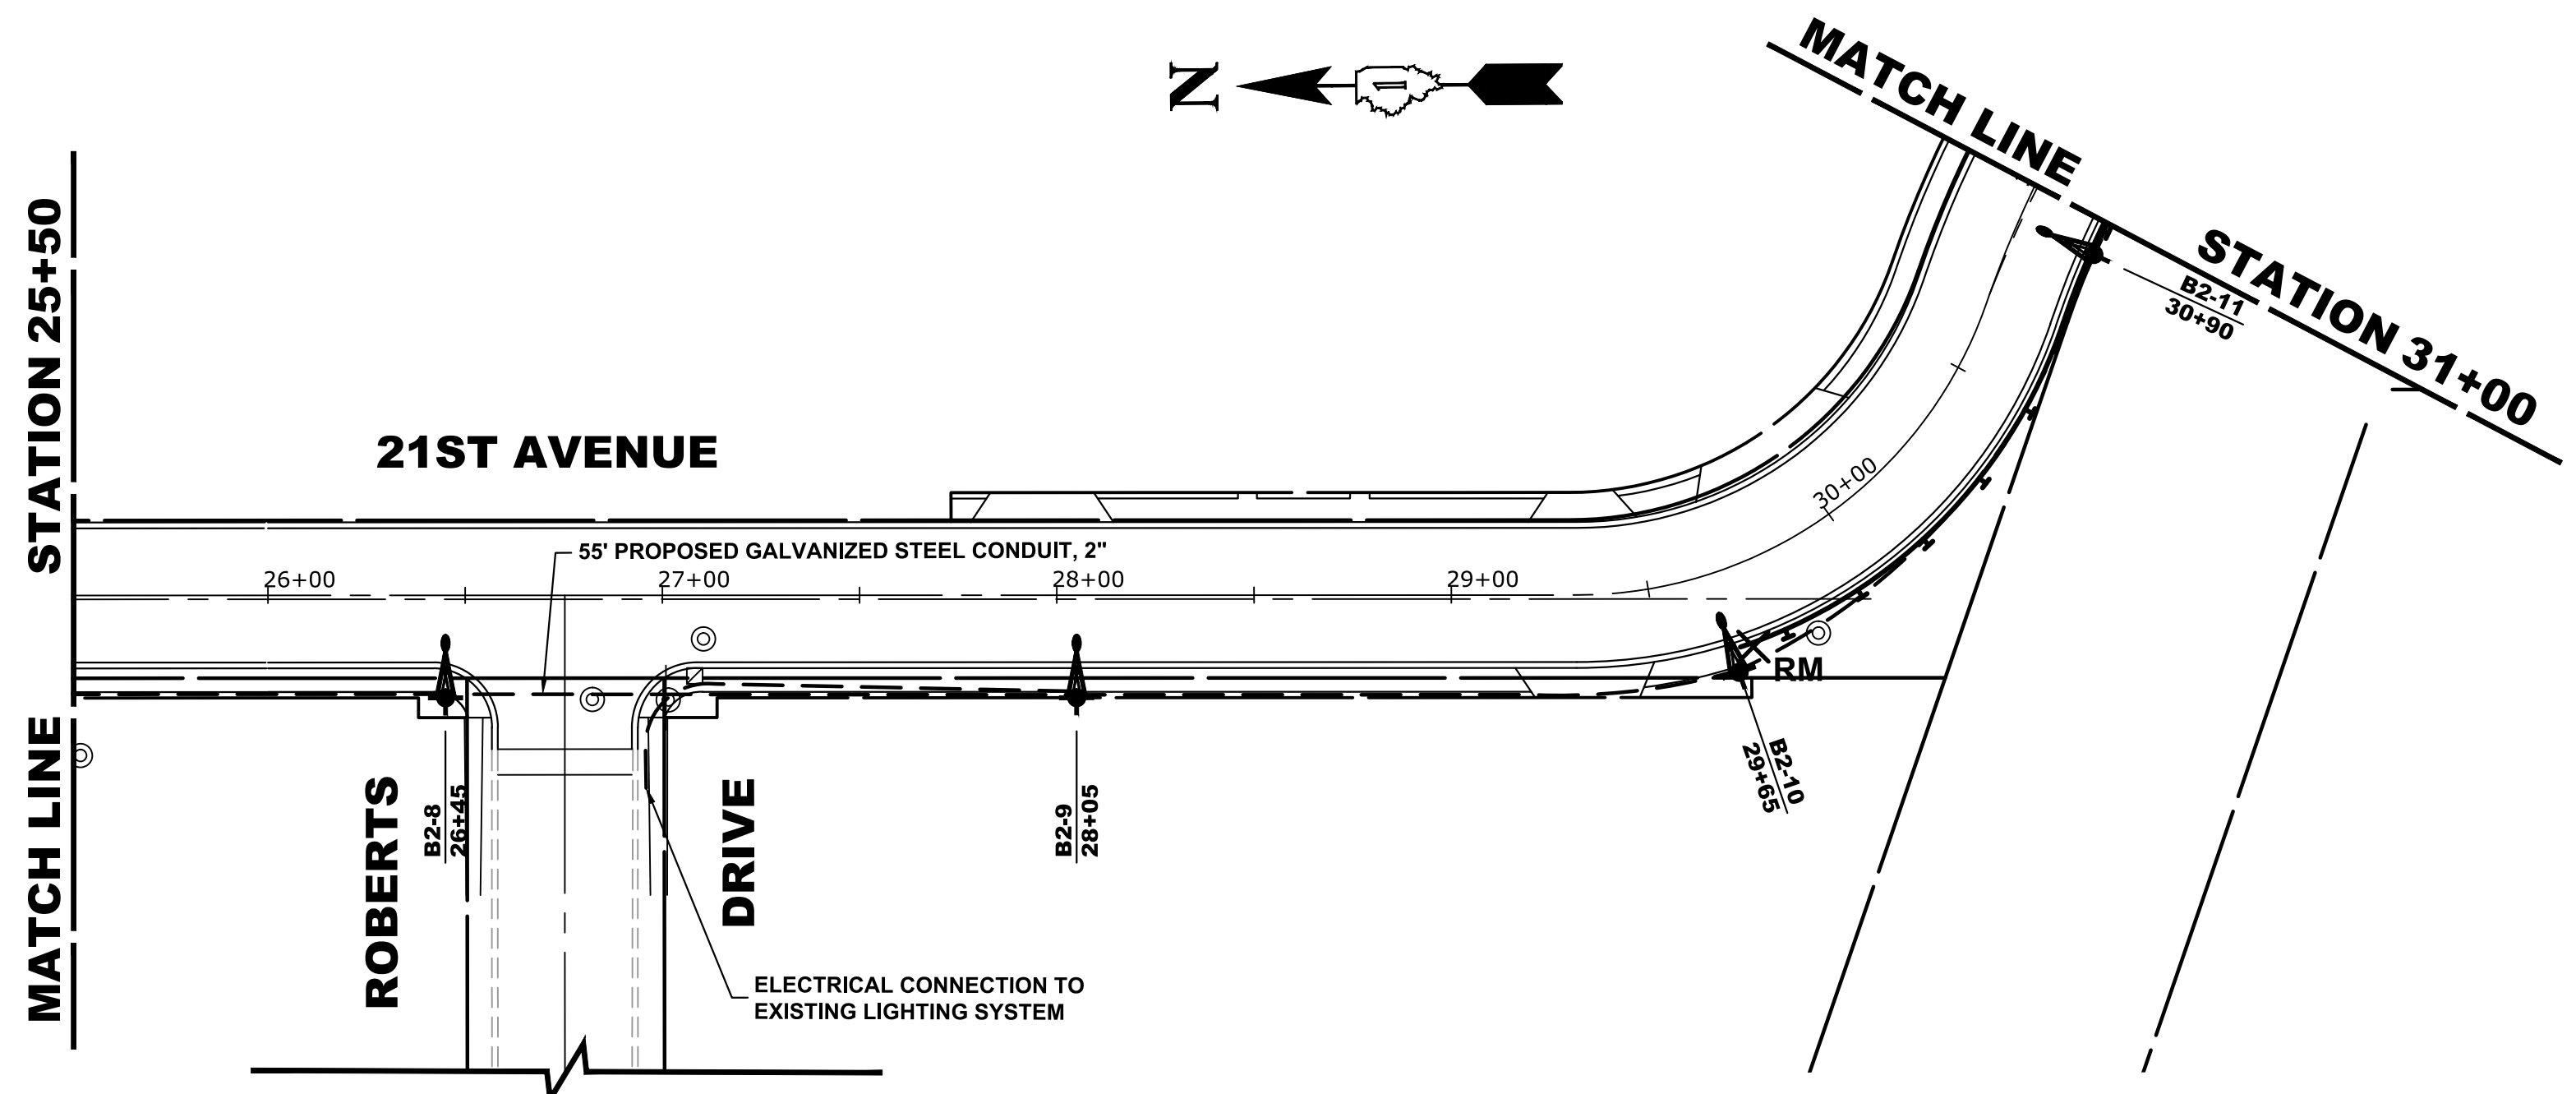 N
MATCH LINE
STATION 31+00
STATION 25+50
MATCH LINE
21ST AVENUE
55' PROPOSED GALVANIZED STEEL CONDUIT, 2"
26+00
27+00
28+00
29+00
30+00
B2-11
30+90
RM
B2-10
29+65
B2-8
26+45
B2-9
28+05
ROBERTS
DRIVE
ELECTRICAL CONNECTION TO
EXISTING LIGHTING SYSTEM